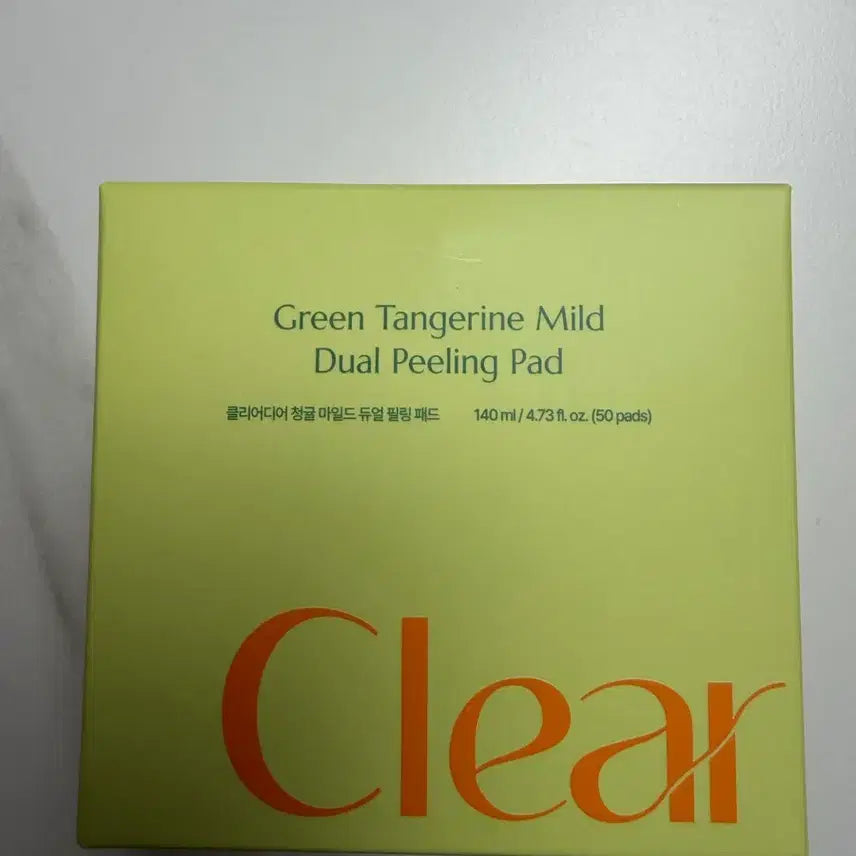 Green Tangerine Mild
Dual Peeling Pad
클리어디어 청귤 마일드 듀얼 필링 패드 140 ml / 4.73 fl. oz. (50 pads)
Clear